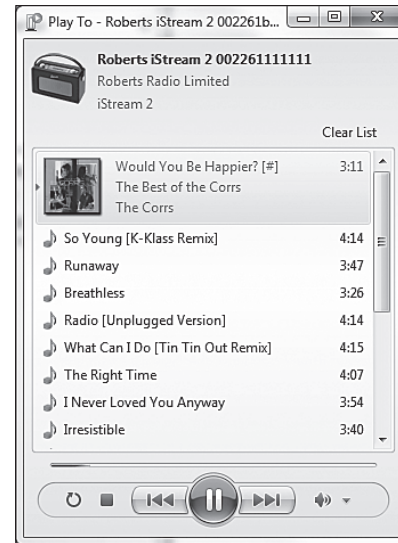 Play To - Roberts iStream 2 002261b...
Roberts iStream 2 002261111111
Roberts Radio Limited
iStream 2
Clear List
Would You Be Happier? [#] 3:11
The Best of the Corrs
The Corrs
So Young [K-Klass Remix] 4:14
Runaway 3:47
Breathless 3:26
Radio [Unplugged Version] 4:14
What Can I Do [Tin Tin Out Remix] 4:15
The Right Time 4:07
I Never Loved You Anyway 3:54
Irresistible 3:40